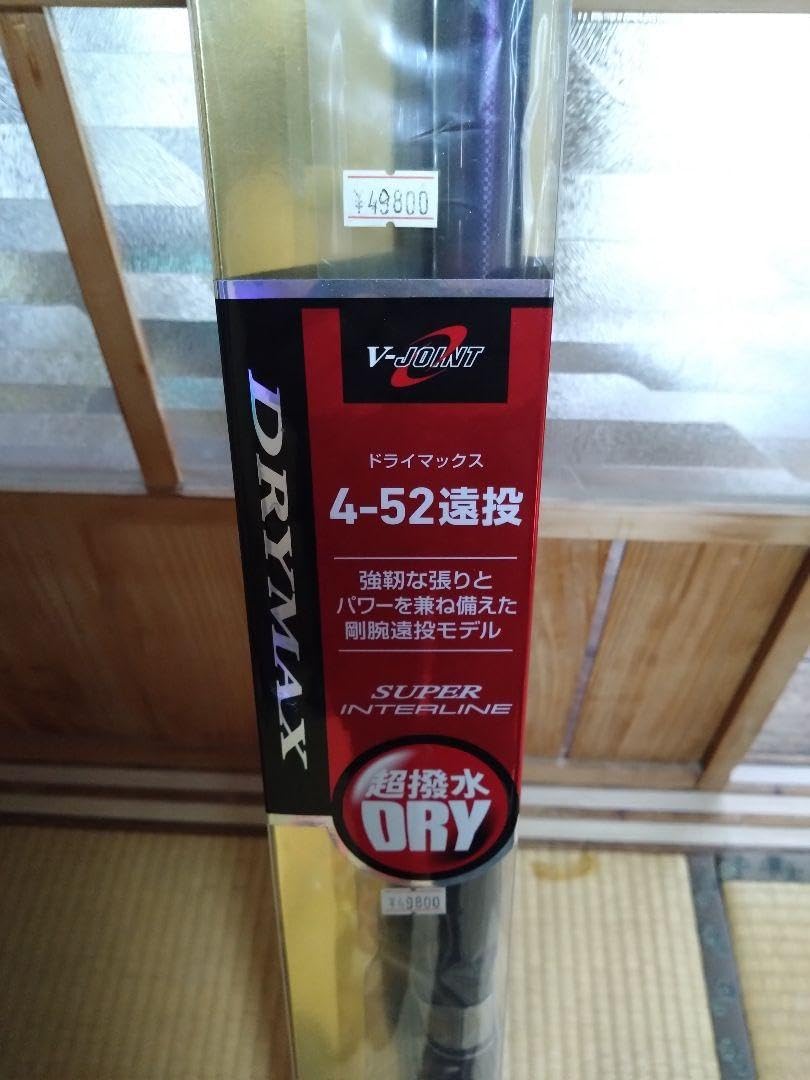 ¥49800
V-JOINT
DRYMAX
ドライマックス
4-52遠投
強靭な張りと
パワーを兼ね備えた
剛腕遠投モデル
SUPER
INTERLINE
超撥水
DRY
¥49800